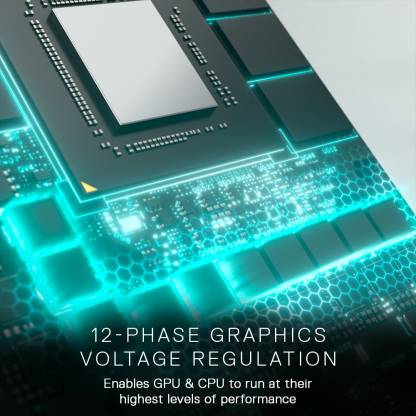 12-PHASE GRAPHICS
VOLTAGE REGULATION
Enables GPU & CPU to run at their
highest levels of performance